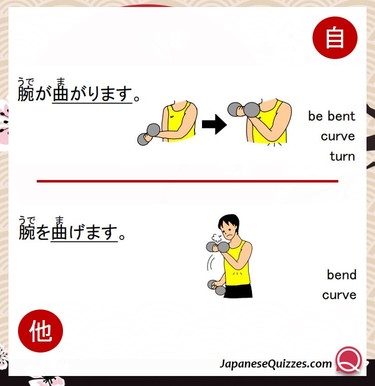 自
うで ま
腕が曲がります。
be bent
curve
turn
うで ま
腕を曲げます。
bend
curve
他
JapaneseQuizzes.com